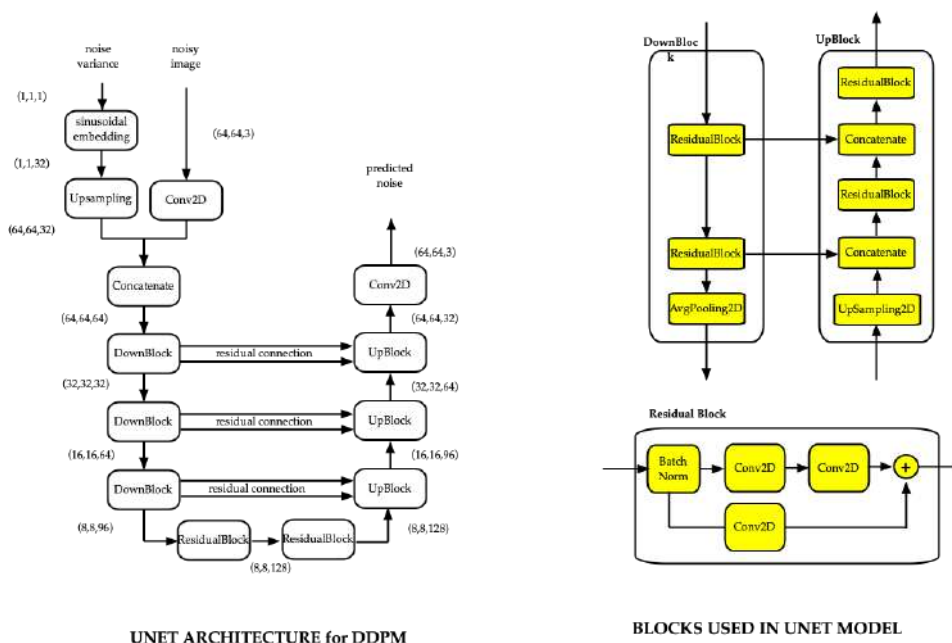 noise
variance
noisy
image
(1,1,1)
sinusoidal
embedding
(64,64,3)
(1,1,32)
Upsampling
Conv2D
(64,64,32)
Concatenate
(64,64,64)
DownBlock
residual connection
(32,32,32)
DownBlock
residual connection
(16,16,64)
DownBlock
residual connection
(8,8,96)
ResidualBlock
ResidualBlock
(8,8,128)
predicted
noise
(64,64,3)
Conv2D
(64,64,32)
UpBlock
(32,32,64)
UpBlock
(16,16,96)
UpBlock
(8,8,128)
UNET ARCHITECTURE for DDPM
DownBloc
k
ResidualBlock
ResidualBlock
AvgPooling2D
UpBlock
ResidualBlock
Concatenate
ResidualBlock
Concatenate
UpSampling2D
Residual Block
Batch
Norm
Conv2D
Conv2D
+
Conv2D
BLOCKS USED IN UNET MODEL